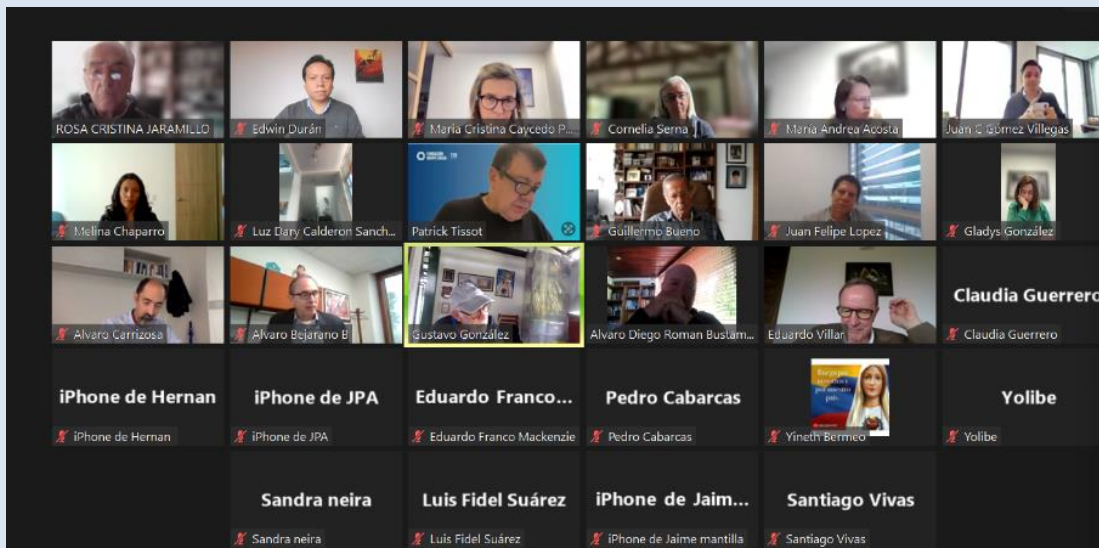 ROSA CRISTINA JARAMILLO
Edwin Durán
Maria Cristina Caycedo P...
Cornelia Serna
María Andrea Acosta
Juan C Gómez Villegas
Melina Chaparro
Luz Dary Calderon Sanch...
Patrick Tissot
Guillermo Bueno
Juan Felipe Lopez
Gladys González
Alvaro Carrizosa
Alvaro Bejarano B
Gustavo González
Alvaro Diego Roman Bustam...
Eduardo Villar
Claudia Guerrero
Claudia Guerrero
iPhone de Hernan
iPhone de Hernan
iPhone de JPA
iPhone de JPA
Eduardo Franco...
Eduardo Franco Mackenzie
Pedro Cabarcas
Pedro Cabarcas
Yineth Bermeo
Yolibe
Yolibe
Sandra neira
Sandra neira
Luis Fidel Suárez
Luis Fidel Suárez
iPhone de Jaim...
iPhone de Jaime mantilla
Santiago Vivas
Santiago Vivas